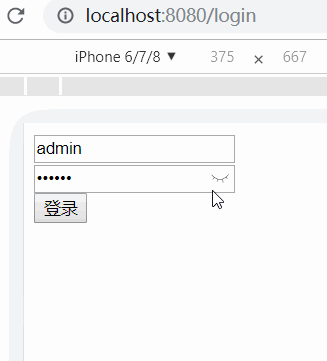 localhost:8080/login
iPhone 6/7/8 ▼ 375 × 667
admin
••••••
登录